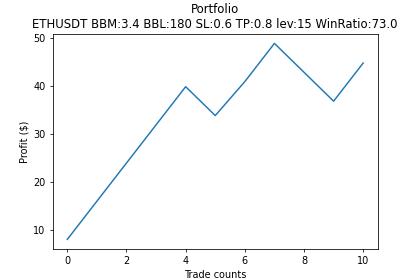 Portfolio
ETHUSDT BBM:3.4 BBL:180 SL:0.6 TP:0.8 lev:15 WinRatio:73.0
50
40
30
20
10
Profit ($)
0 2 4 6 8 10
Trade counts